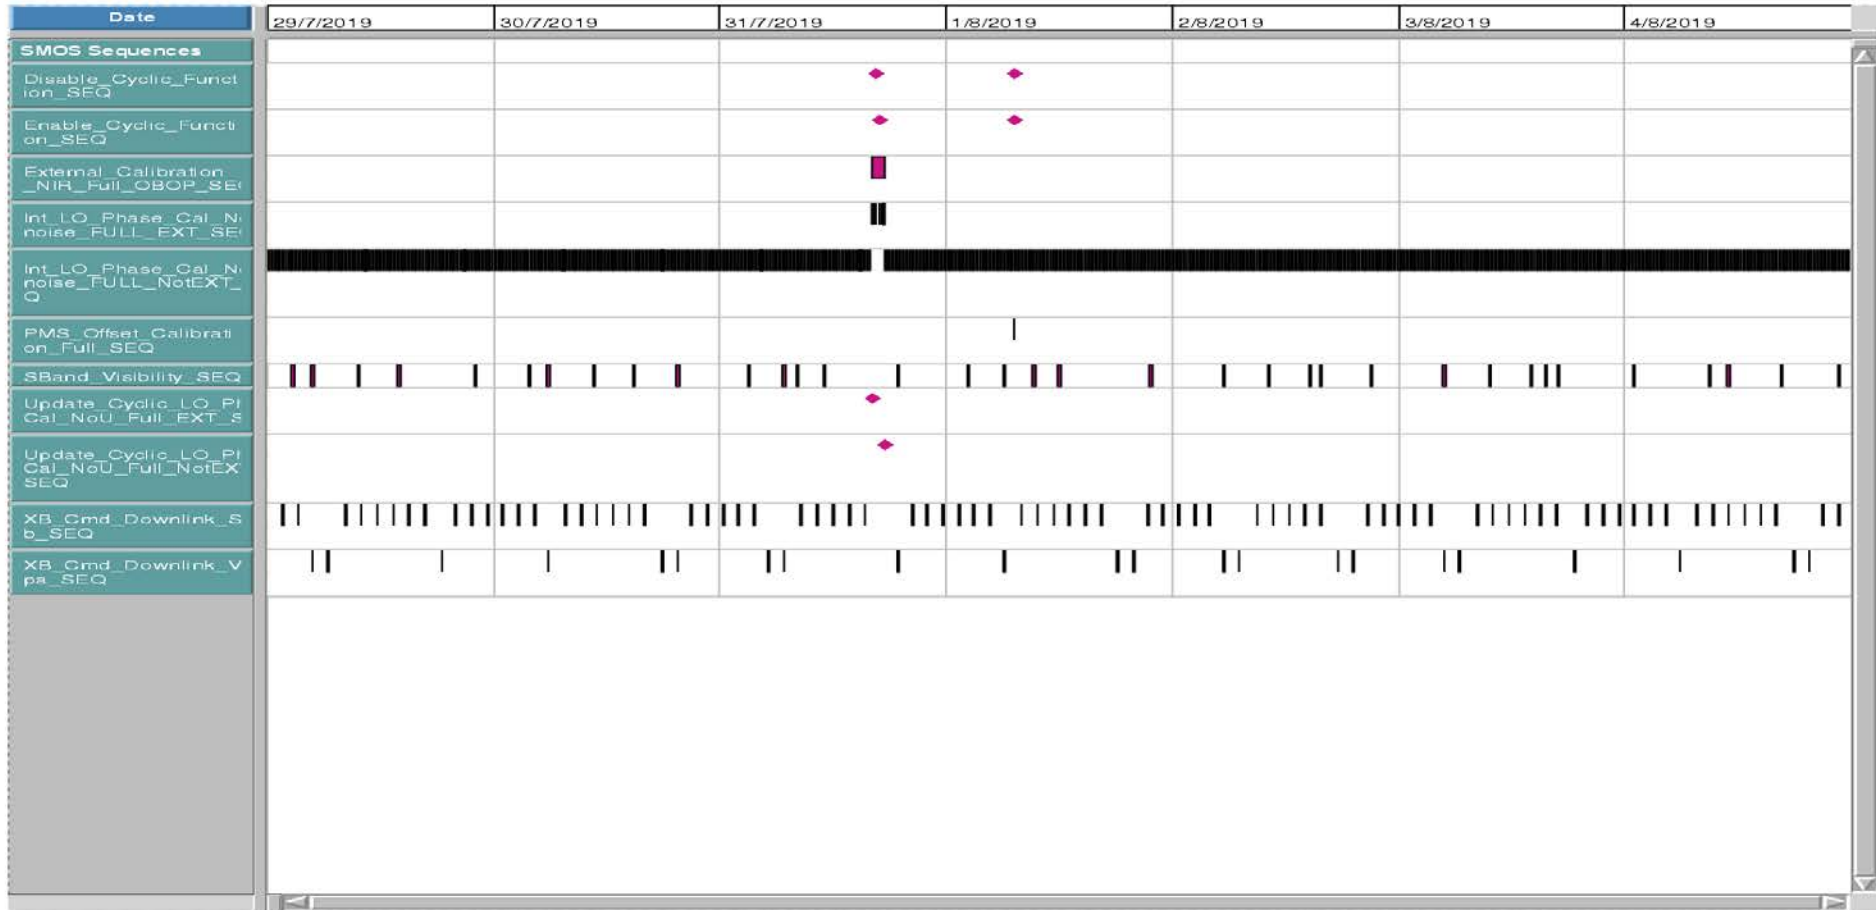 Date
29/7/2019 30/7/2019 31/7/2019 1/8/2019 2/8/2019 3/8/2019 4/8/2019
SMOS Sequences
Disable_Cyclic_Funct
ion_SEQ
Enable_Cyclic_Functi
on_SEQ
External_Calibration
_NIR_Full_OBOP_SE
Int_LO_Phase_Cal_N
noise_FULL_EXT_SE
Int_LO_Phase_Cal_N
noise_FULL_NotEXT_
Q
PMS_Offset_Calibrati
on_Full_SEQ
SBand_Visibility_SEQ
Update_Cyclic_LO_P
Cal_NoU_Full_EXT_S
Update_Cyclic_LO_P
Cal_NoU_Full_NotEX
SEQ
XB_Cmd_Downlink_S
b_SEQ
XB_Cmd_Downlink_V
pa_SEQ